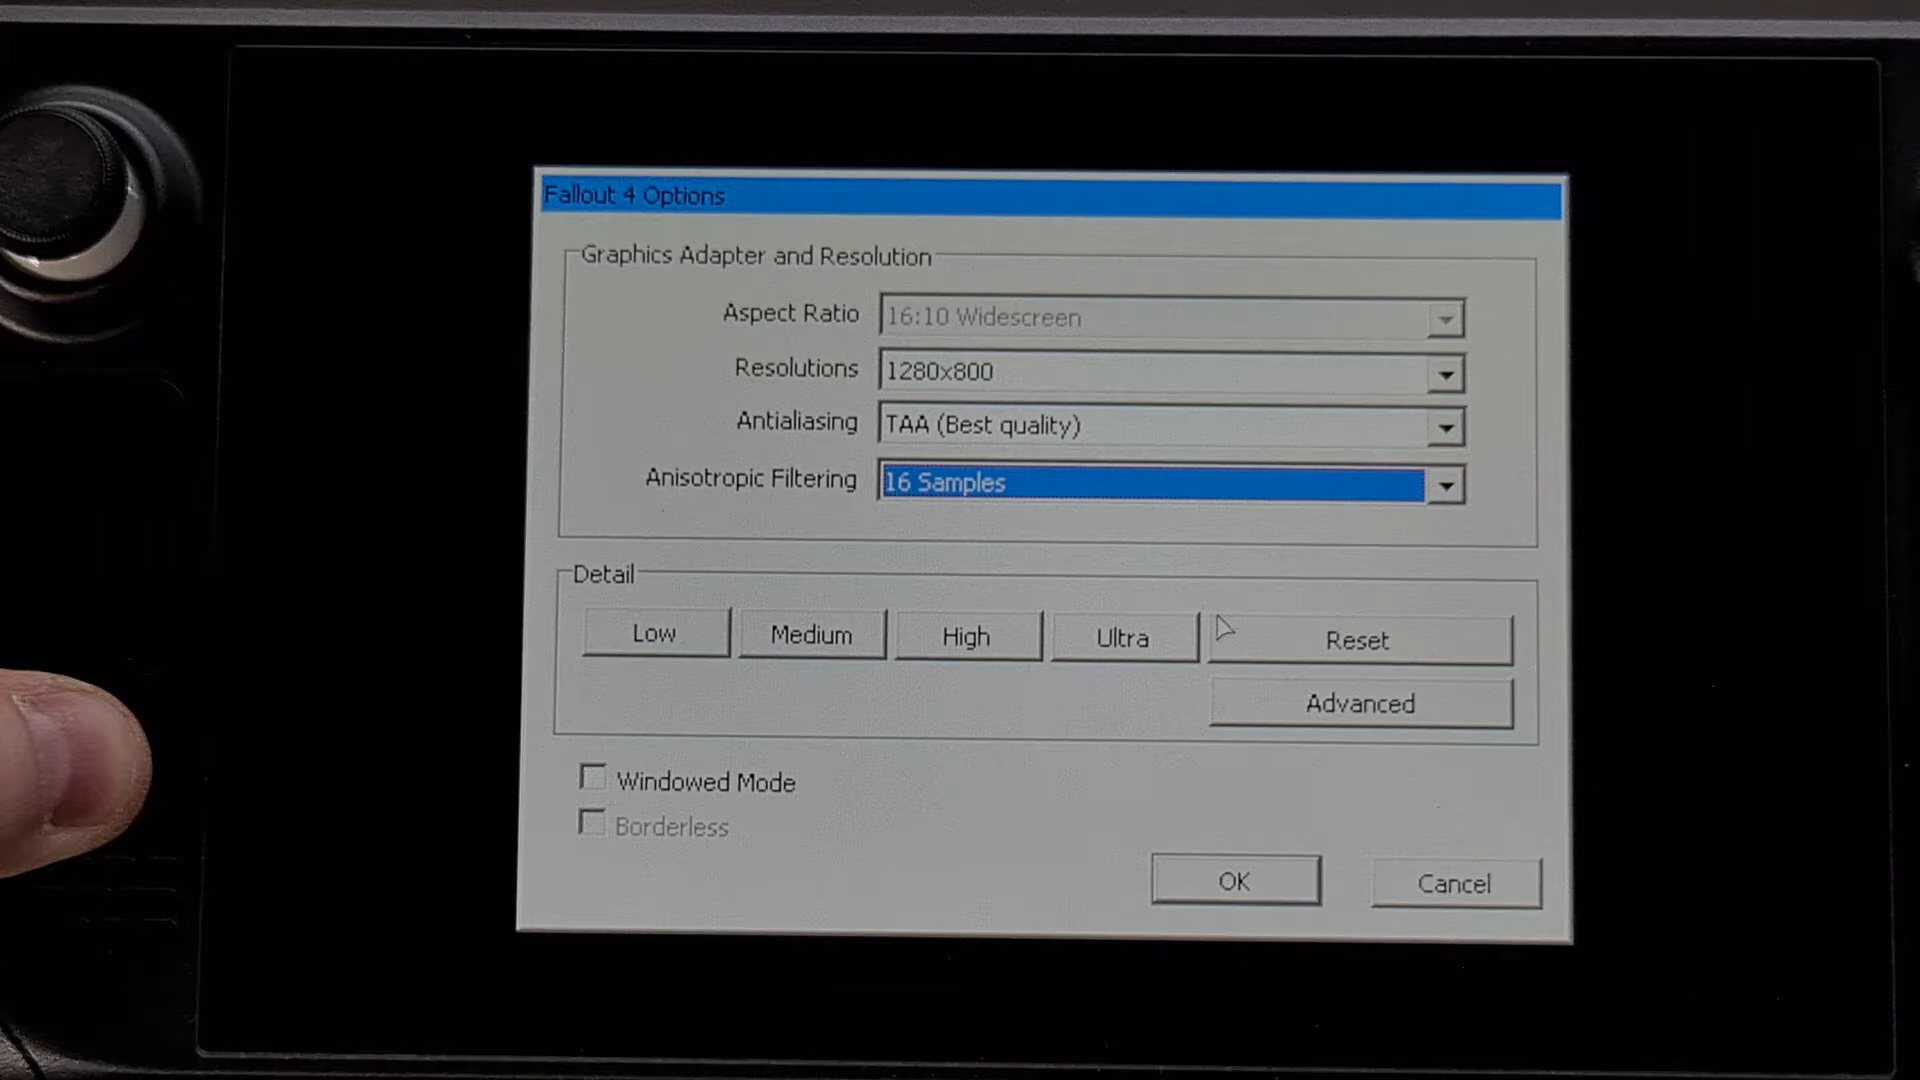 Fallout 4 Options
Graphics Adapter and Resolution
Aspect Ratio 16:10 Widescreen
Resolutions 1280x800
Antialiasing TAA (Best quality)
Anisotropic Filtering 16 Samples
Detail
Low Medium High Ultra Reset
Advanced
Windowed Mode
Borderless
OK Cancel